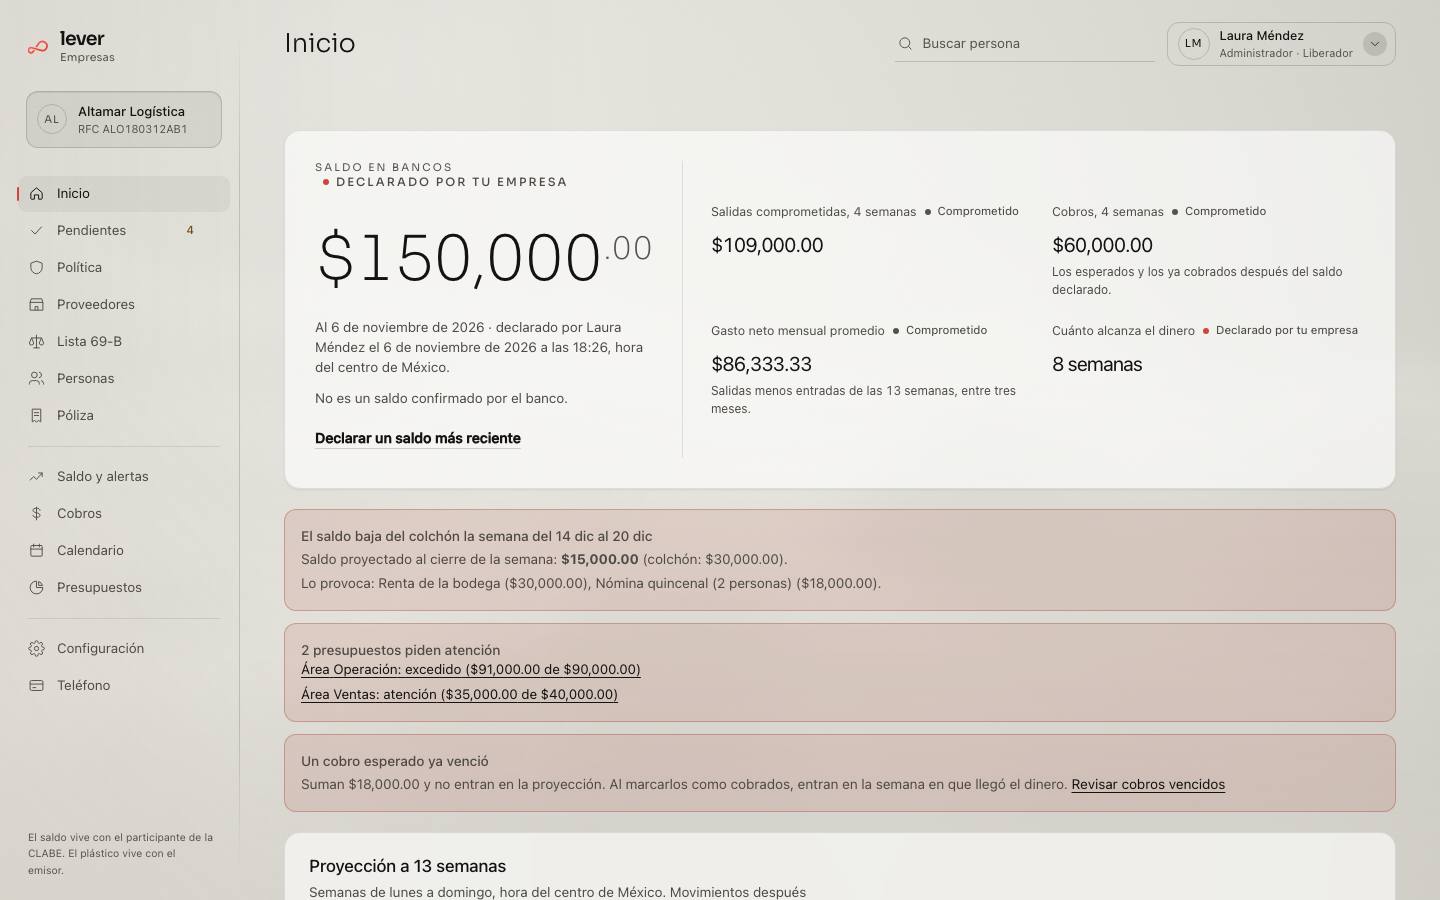 lever
Empresas
Inicio
Buscar persona
LM
Laura Méndez
Administrador · Liberador
AL
Altamar Logística
RFC ALO180312AB1
Inicio
Pendientes 4
Política
Proveedores
Lista 69-B
Personas
Póliza
Saldo y alertas
Cobros
Calendario
Presupuestos
Configuración
Teléfono
El saldo vive con el participante de la
CLABE. El plástico vive con el
emisor.
SALDO EN BANCOS
DECLARADO POR TU EMPRESA
$150,000.00
Al 6 de noviembre de 2026 · declarado por Laura
Méndez el 6 de noviembre de 2026 a las 18:26, hora
del centro de México.
No es un saldo confirmado por el banco.
Declarar un saldo más reciente
Salidas comprometidas, 4 semanas • Comprometido
$109,000.00
Cobros, 4 semanas • Comprometido
$60,000.00
Los esperados y los ya cobrados después del saldo
declarado.
Gasto neto mensual promedio • Comprometido
$86,333.33
Salidas menos entradas de las 13 semanas, entre tres
meses.
Cuánto alcanza el dinero • Declarado por tu empresa
8 semanas
El saldo baja del colchón la semana del 14 dic al 20 dic
Saldo proyectado al cierre de la semana: $15,000.00 (colchón: $30,000.00).
Lo provoca: Renta de la bodega ($30,000.00), Nómina quincenal (2 personas) ($18,000.00).
2 presupuestos piden atención
Área Operación: excedido ($91,000.00 de $90,000.00)
Área Ventas: atención ($35,000.00 de $40,000.00)
Un cobro esperado ya venció
Suman $18,000.00 y no entran en la proyección. Al marcarlos como cobrados, entran en la semana en que llegó el dinero. Revisar cobros vencidos
Proyección a 13 semanas
Semanas de lunes a domingo, hora del centro de México. Movimientos después